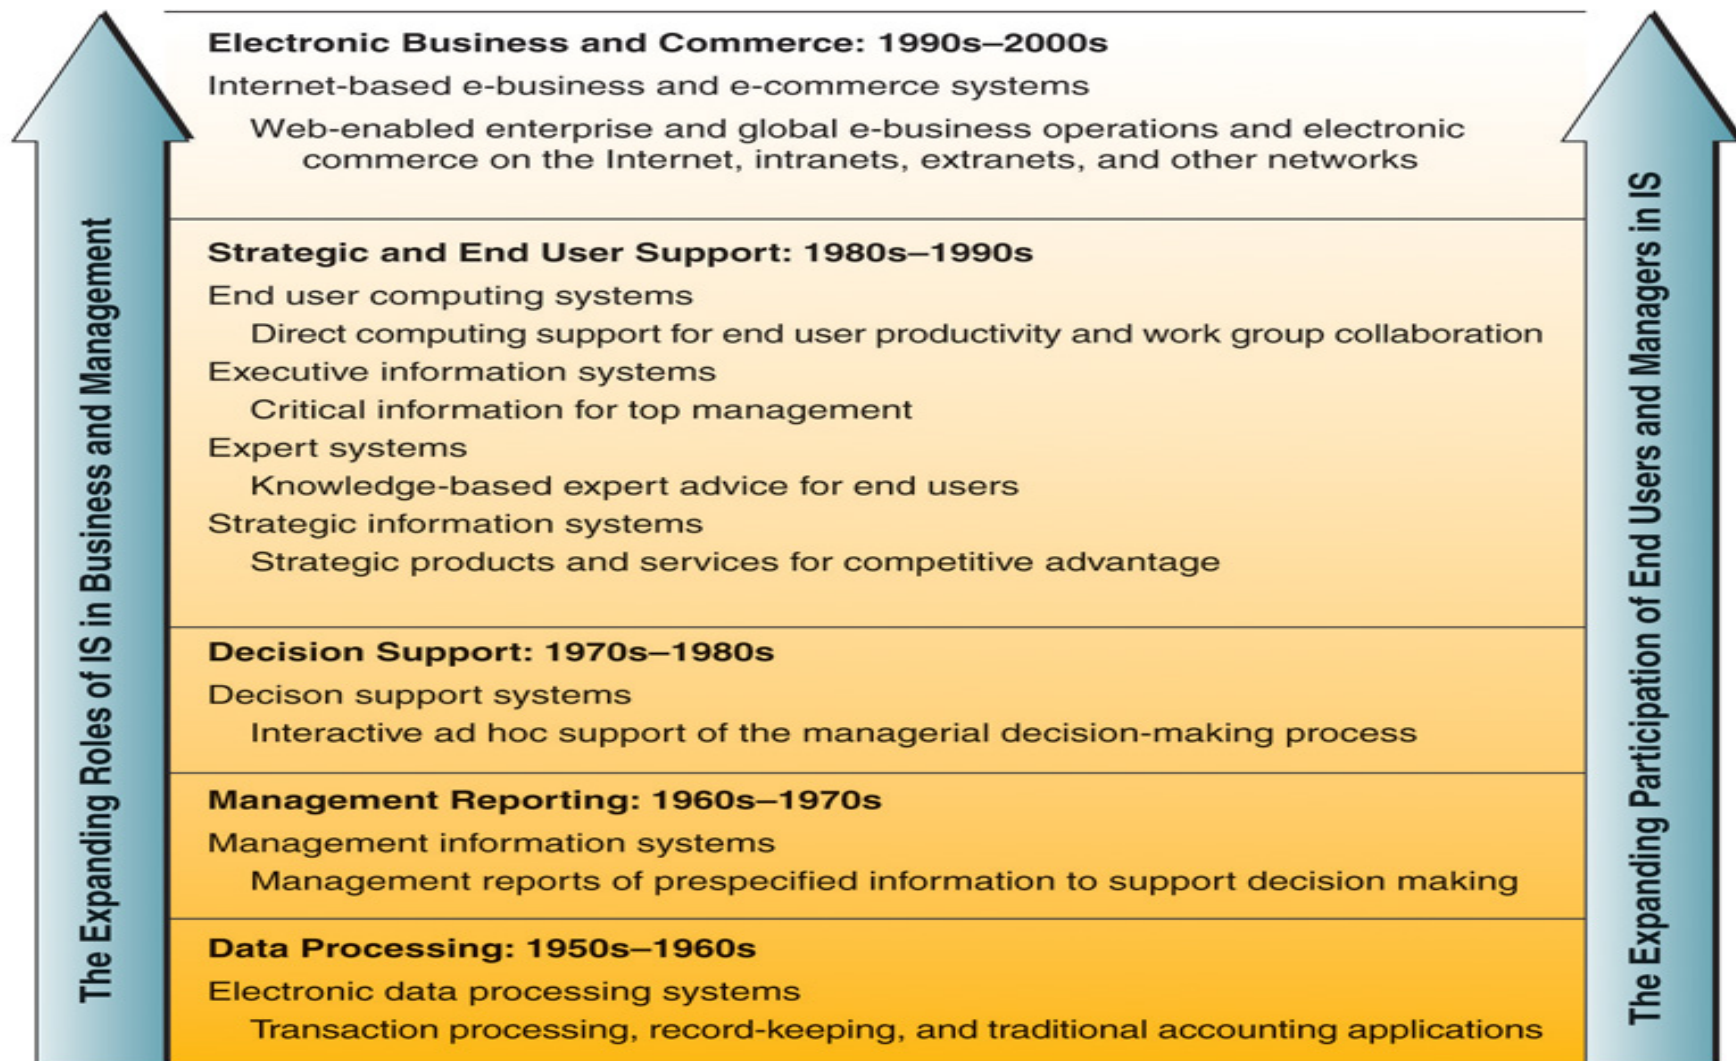 Electronic Business and Commerce: 1990s–2000s
Internet-based e-business and e-commerce systems
Web-enabled enterprise and global e-business operations and electronic
commerce on the Internet, intranets, extranets, and other networks
Strategic and End User Support: 1980s–1990s
End user computing systems
Direct computing support for end user productivity and work group collaboration
Executive information systems
Critical information for top management
Expert systems
Knowledge-based expert advice for end users
Strategic information systems
Strategic products and services for competitive advantage
Decision Support: 1970s–1980s
Decison support systems
Interactive ad hoc support of the managerial decision-making process
Management Reporting: 1960s–1970s
Management information systems
Management reports of prespecified information to support decision making
Data Processing: 1950s–1960s
Electronic data processing systems
Transaction processing, record-keeping, and traditional accounting applications
The Expanding Roles of IS in Business and Management
The Expanding Participation of End Users and Managers in IS